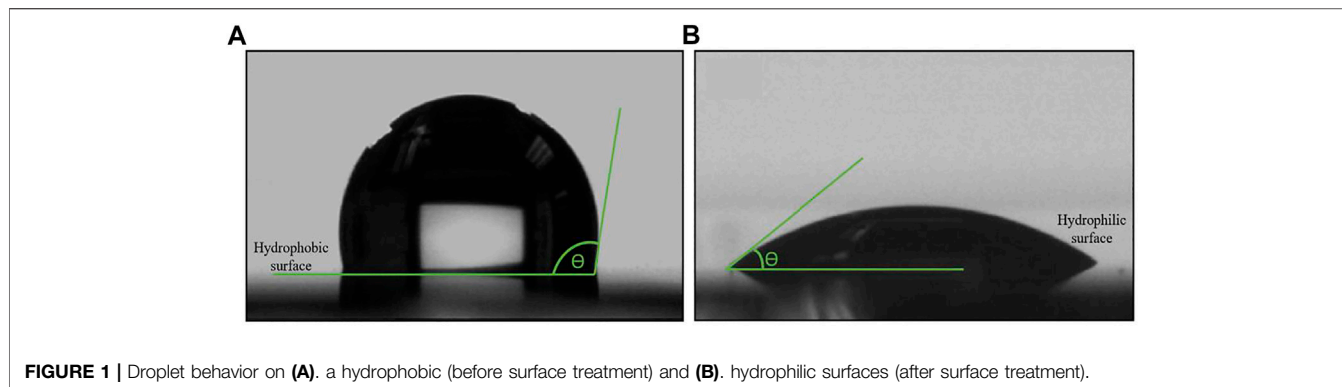 A
B
Hydrophobic
surface
Θ
Hydrophilic
surface
Θ
FIGURE 1 | Droplet behavior on (A). a hydrophobic (before surface treatment) and (B). hydrophilic surfaces (after surface treatment).